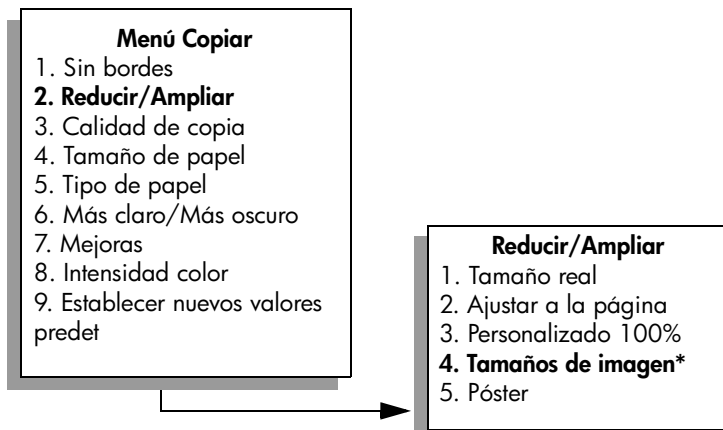 Menú Copiar
1. Sin bordes
2. Reducir/Ampliar
3. Calidad de copia
4. Tamaño de papel
5. Tipo de papel
6. Más claro/Más oscuro
7. Mejoras
8. Intensidad color
9. Establecer nuevos valores
predet
Reducir/Ampliar
1. Tamaño real
2. Ajustar a la página
3. Personalizado 100%
4. Tamaños de imagen*
5. Póster